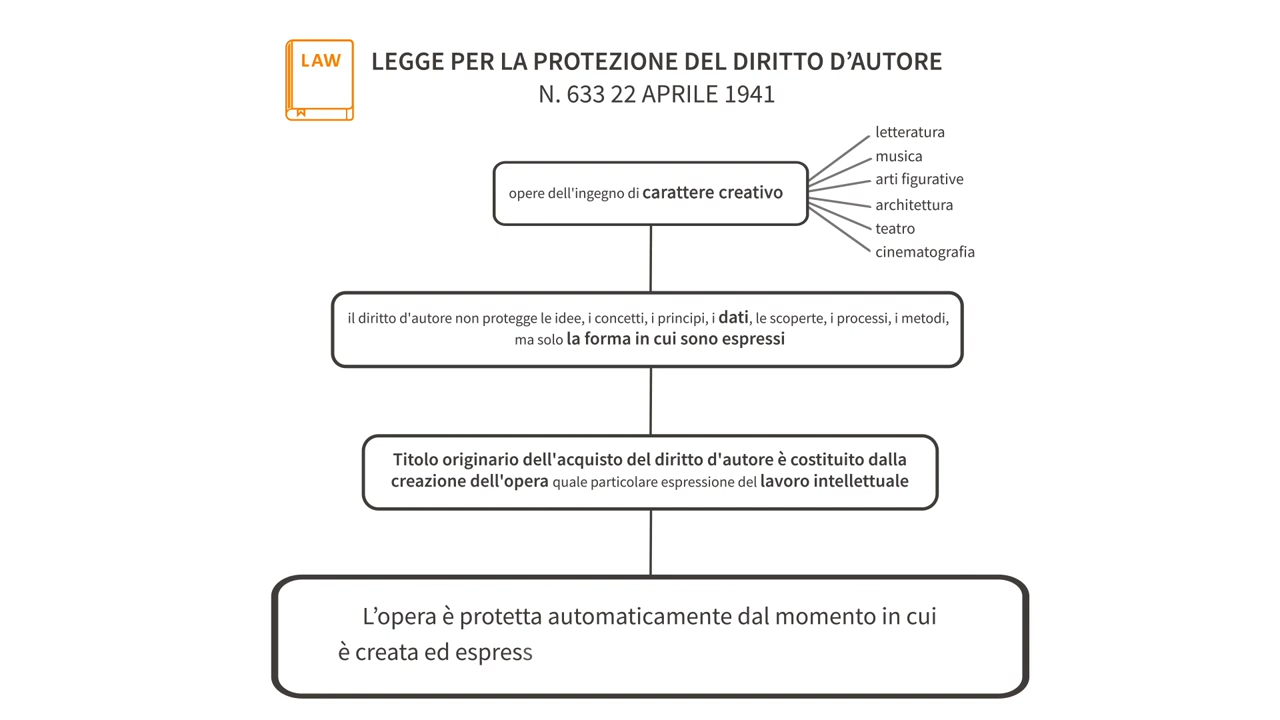 LAW
LEGGE PER LA PROTEZIONE DEL DIRITTO D’AUTORE
N. 633 22 APRILE 1941
letteratura
musica
arti figurative
architettura
teatro
cinematografia
opere dell'ingegno di carattere creativo
il diritto d'autore non protegge le idee, i concetti, i principi, i dati, le scoperte, i processi, i metodi,
ma solo la forma in cui sono espressi
Titolo originario dell'acquisto del diritto d'autore è costituito dalla
creazione dell'opera quale particolare espressione del lavoro intellettuale
L’opera è protetta automaticamente dal momento in cui
è creata ed espress